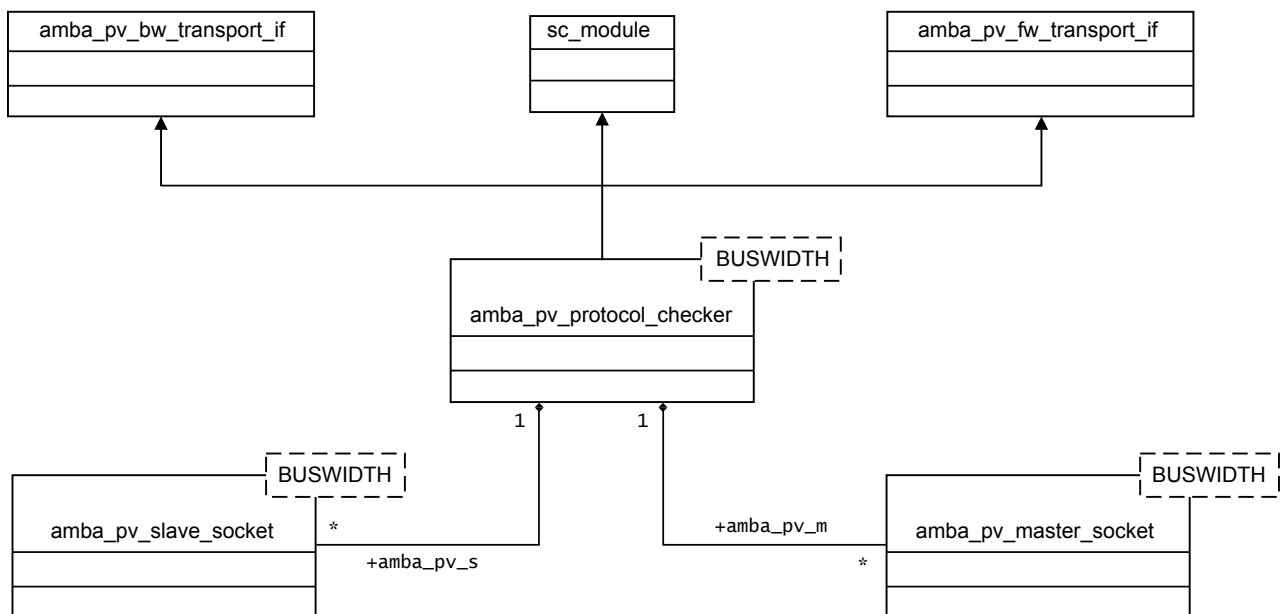 amba_pv_bw_transport_if
sc_module
amba_pv_fw_transport_if
BUSWIDTH
amba_pv_protocol_checker
1
1
BUSWIDTH
BUSWIDTH
amba_pv_slave_socket
*
+amba_pv_s
+amba_pv_m
*
amba_pv_master_socket